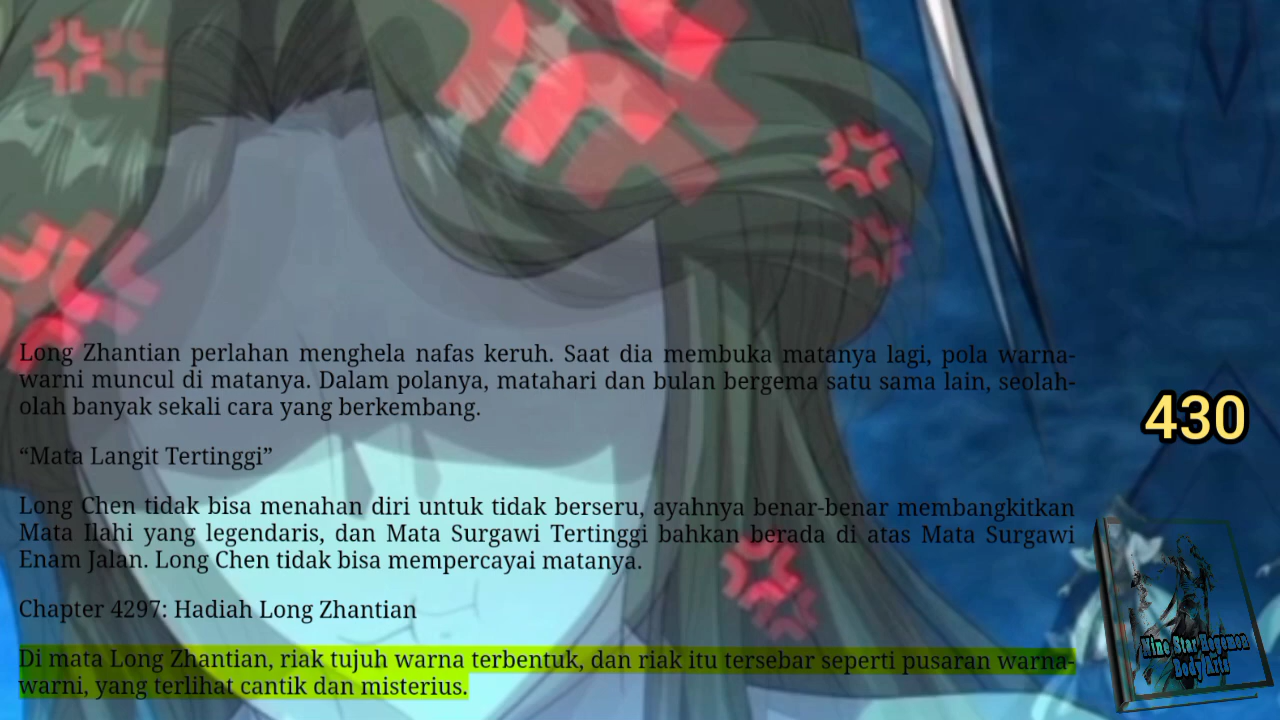 Long Zhantian perlahan menghela nafas keruh. Saat dia membuka matanya lagi, pola warna-
warni muncul di matanya. Dalam polanya, matahari dan bulan bergema satu sama lain, seolah-
olah banyak sekali cara yang berkembang.
“Mata Langit Tertinggi”
Long Chen tidak bisa menahan diri untuk tidak berseru, ayahnya benar-benar membangkitkan
Mata Ilahi yang legendaris, dan Mata Surgawi Tertinggi bahkan berada di atas Mata Surgawi
Enam Jalan. Long Chen tidak bisa mempercayai matanya.
Chapter 4297: Hadiah Long Zhantian
Di mata Long Zhantian, riak tujuh warna terbentuk, dan riak itu tersebar seperti pusaran warna-
warni, yang terlihat cantik dan misterius.
430
Nine Star Hegemon
Body Arts